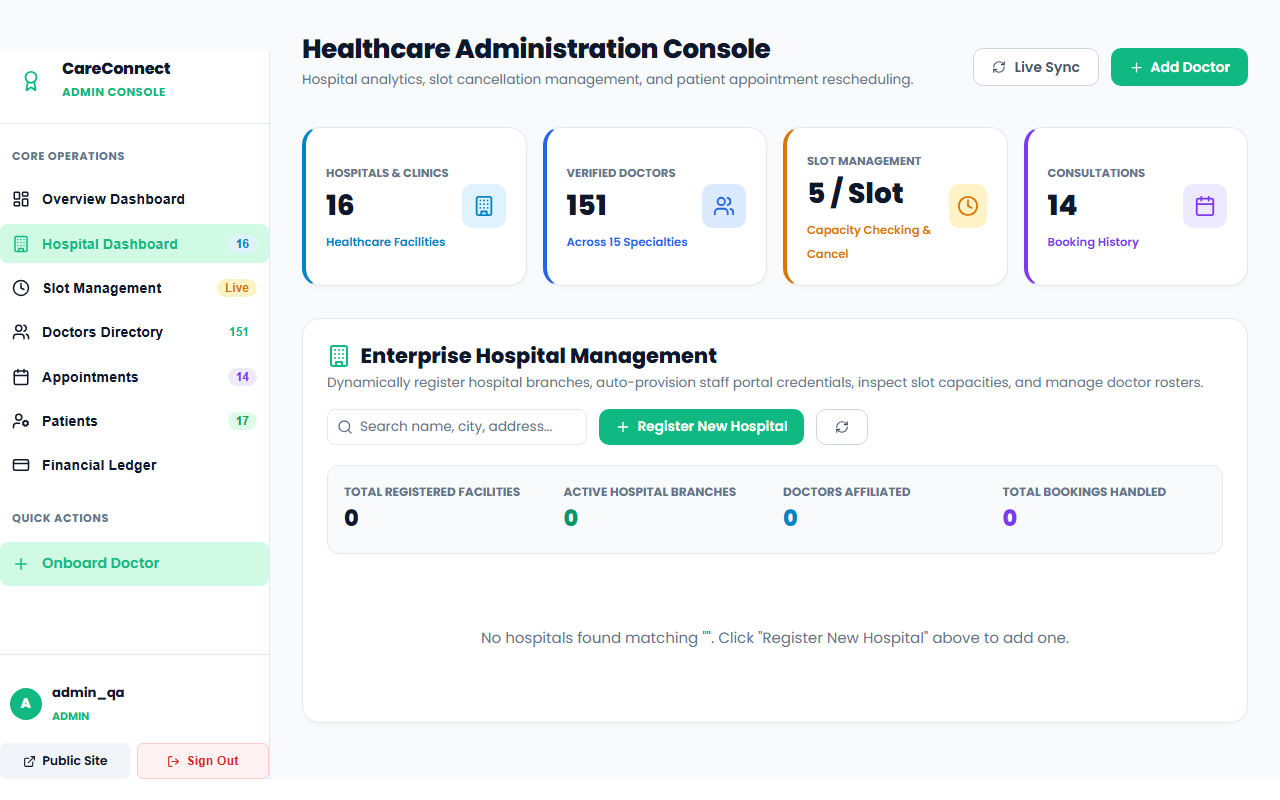 CareConnect
ADMIN CONSOLE
CORE OPERATIONS
Overview Dashboard
Hospital Dashboard 16
Slot Management Live
Doctors Directory 151
Appointments 14
Patients 17
Financial Ledger
QUICK ACTIONS
Onboard Doctor
A
admin_qa
ADMIN
Public Site
Sign Out
Healthcare Administration Console
Hospital analytics, slot cancellation management, and patient appointment rescheduling.
Live Sync
Add Doctor
HOSPITALS & CLINICS
16
Healthcare Facilities
VERIFIED DOCTORS
151
Across 15 Specialties
SLOT MANAGEMENT
5 / Slot
Capacity Checking &
Cancel
CONSULTATIONS
14
Booking History
Enterprise Hospital Management
Dynamically register hospital branches, auto-provision staff portal credentials, inspect slot capacities, and manage doctor rosters.
Search name, city, address...
Register New Hospital
TOTAL REGISTERED FACILITIES
0
ACTIVE HOSPITAL BRANCHES
0
DOCTORS AFFILIATED
0
TOTAL BOOKINGS HANDLED
0
No hospitals found matching "". Click "Register New Hospital" above to add one.